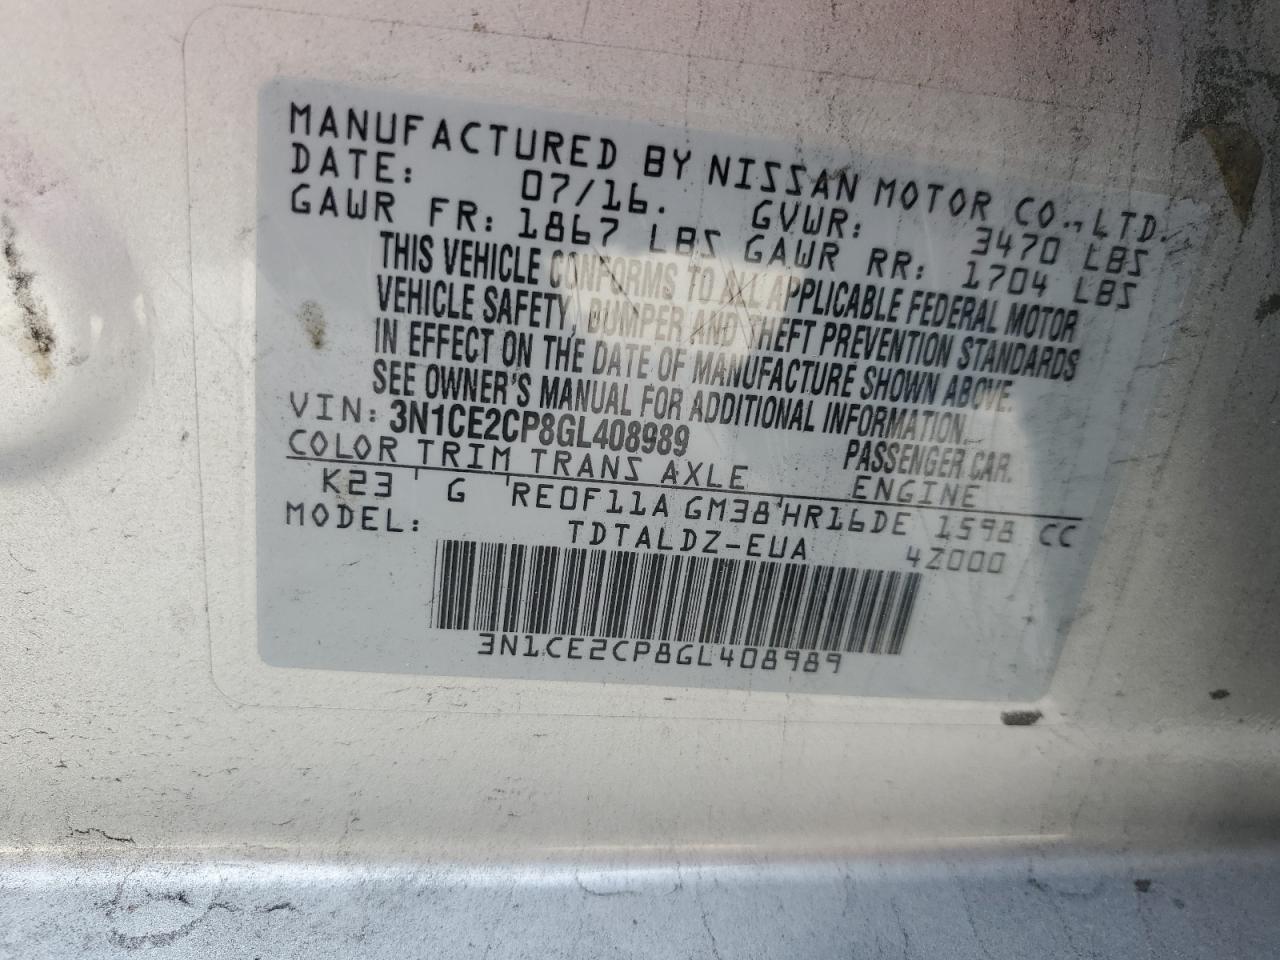 MANUFACTURED BY NISSAN MOTOR CO., LTD.
DATE: 07/16. GVWR: 3470 LBS
GAWR FR: 1867 LBS GAWR RR: 1704 LBS
THIS VEHICLE CONFORMS TO ALL APPLICABLE FEDERAL MOTOR
VEHICLE SAFETY, BUMPER AND THEFT PREVENTION STANDARDS
IN EFFECT ON THE DATE OF MANUFACTURE SHOWN ABOVE.
SEE OWNER'S MANUAL FOR ADDITIONAL INFORMATION.
VIN: 3N1CE2CP8GL408989 PASSENGER CAR.
COLOR TRIM TRANS AXLE ENGINE
K23 G RE0F11A GM38 HR16DE 1598 CC
MODEL: TDTALDZ-EUA 4Z000
3N1CE2CP8GL408989